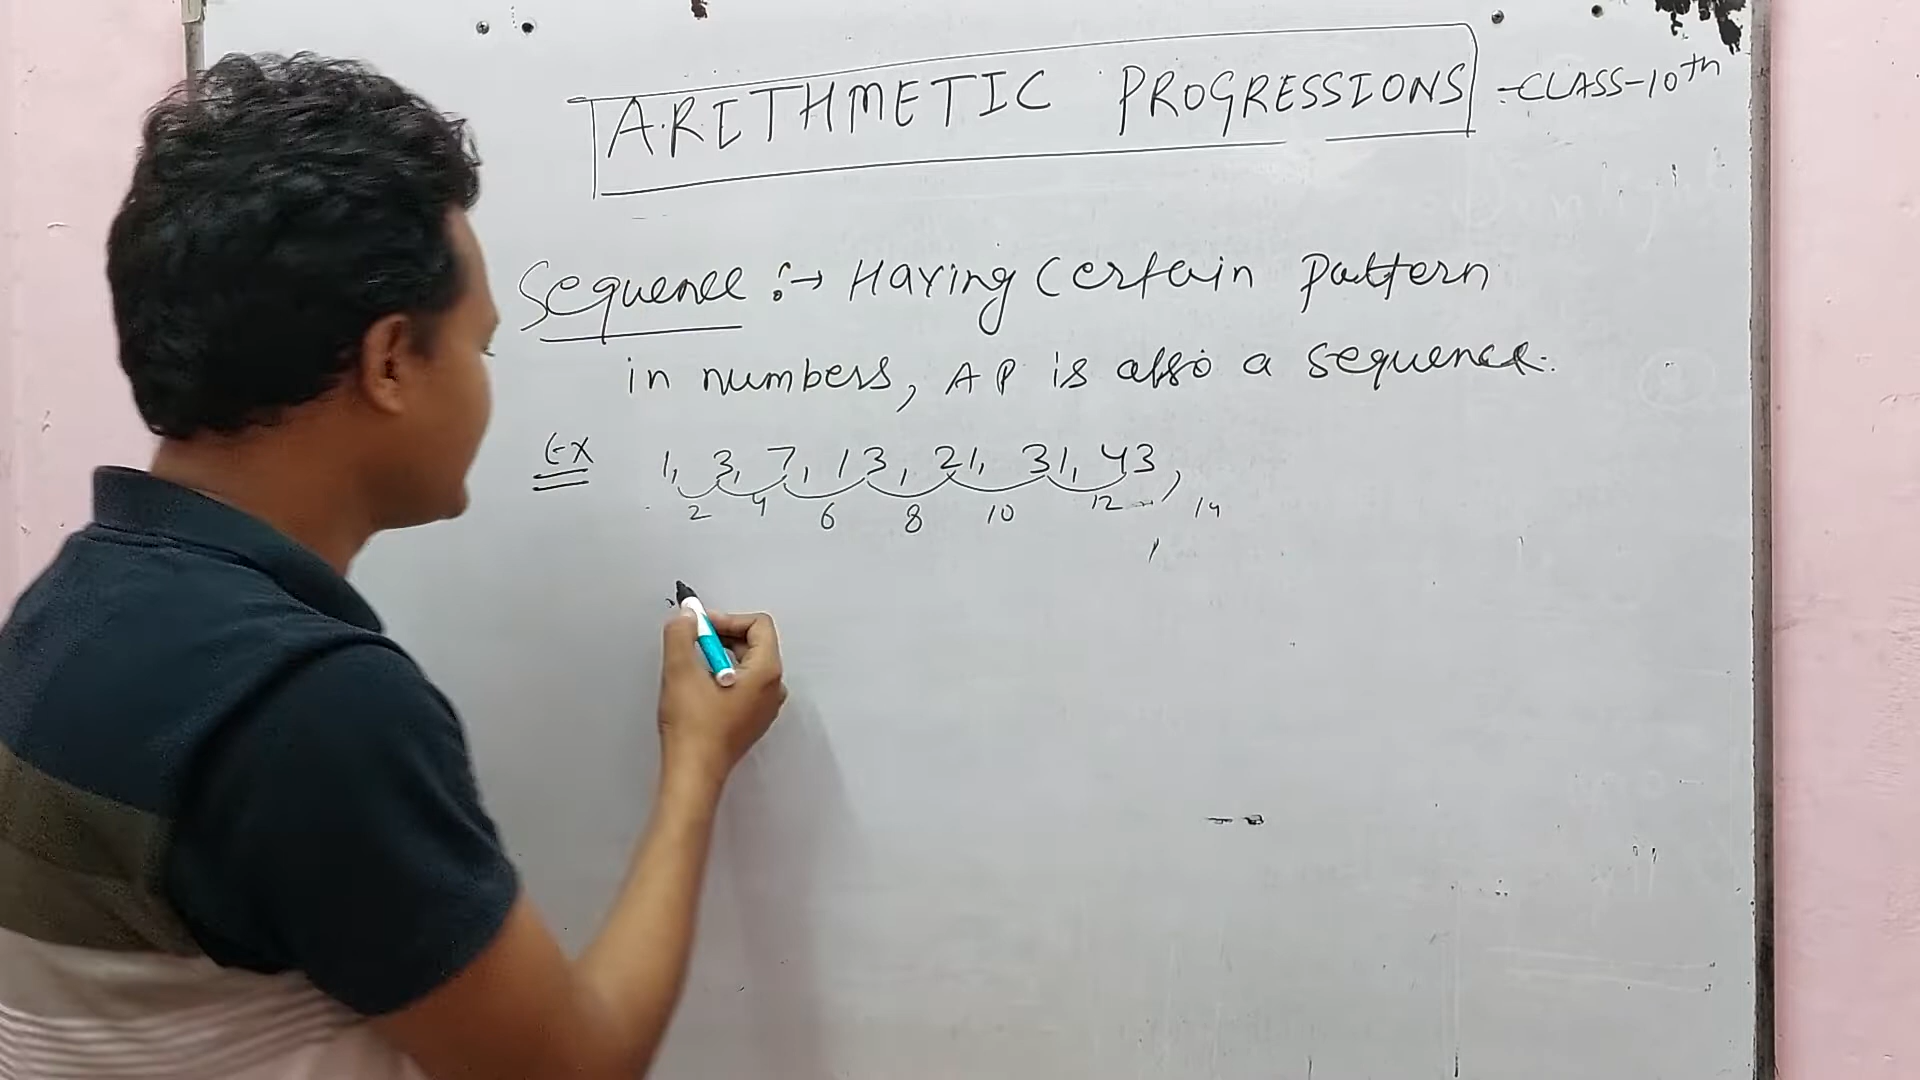 ARITHMETIC PROGRESSIONS :-CLASS-10th
Sequence :→ Having Certain Pattern
in numbers, AP is also a sequence.
Ex 1, 3, 7, 13, 21, 31, 43,
2 4 6 8 10 12 14